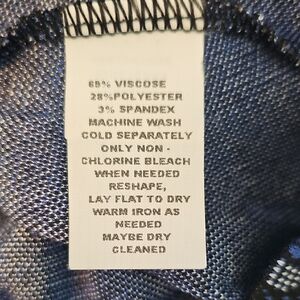 69% VISCOSE
28%POLYESTER
3% SPANDEX
MACHINE WASH
COLD SEPARATELY
ONLY NON -
CHLORINE BLEACH
WHEN NEEDED
RESHAPE,
LAY FLAT TO DRY
WARM IRON AS
NEEDED
MAYBE DRY
CLEANED